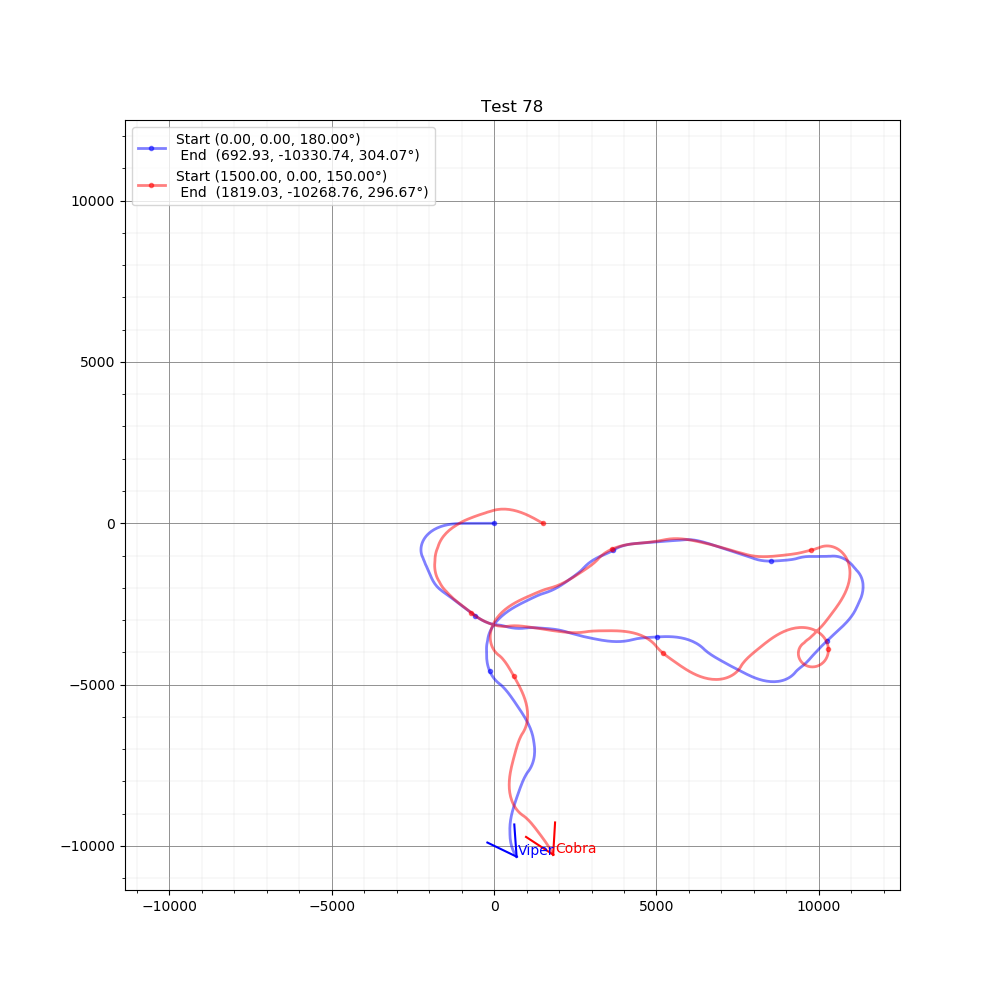 Test 78
Start (0.00, 0.00, 180.00°)
End  (692.93, -10330.74, 304.07°)
Start (1500.00, 0.00, 150.00°)
End  (1819.03, -10268.76, 296.67°)
10000
5000
0
−5000
−10000
Viper
Cobra
−10000
−5000
0
5000
10000